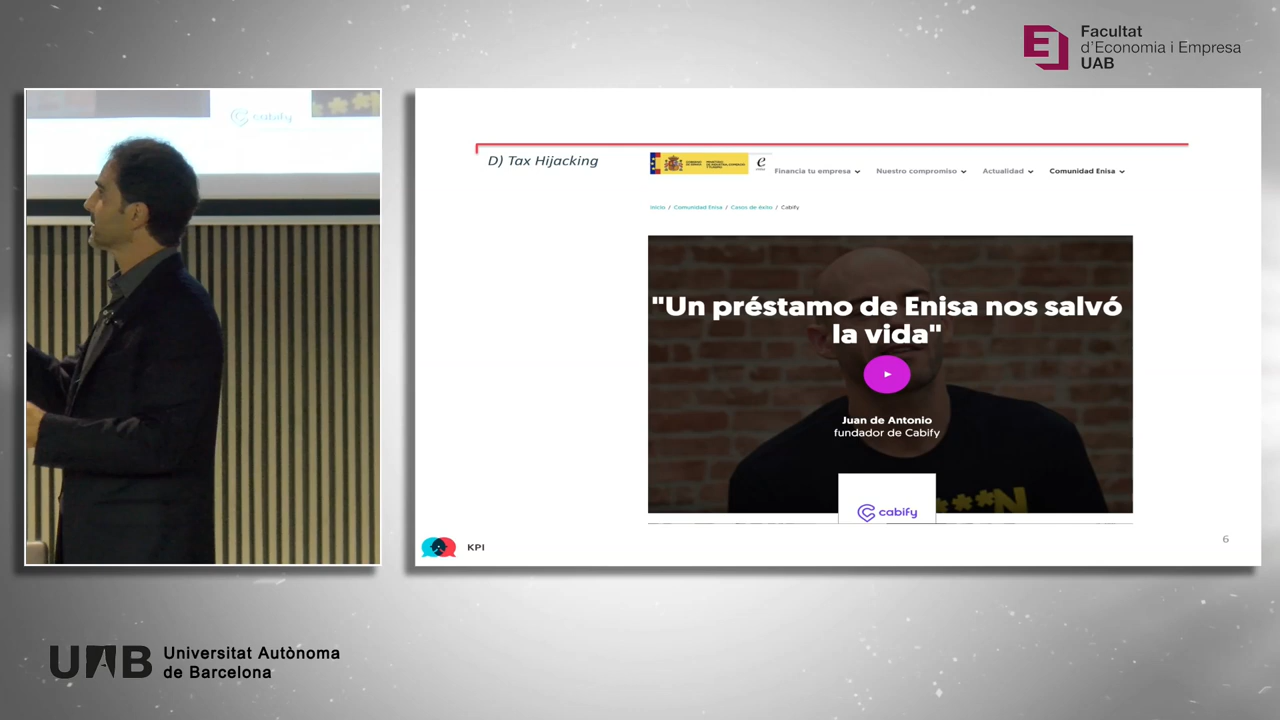 Facultat
d'Economia i Empresa
UAB
cabify
D) Tax Hijacking
Financia tu empresa
Nuestro compromiso
Actualidad
Comunidad Enisa
Inicio / Comunidad Enisa / Casos de éxito / Cabify
"Un préstamo de Enisa nos salvó
la vida"
Juan de Antonio
fundador de Cabify
***N
cabify
KPI
6
UAB
Universitat Autònoma
de Barcelona